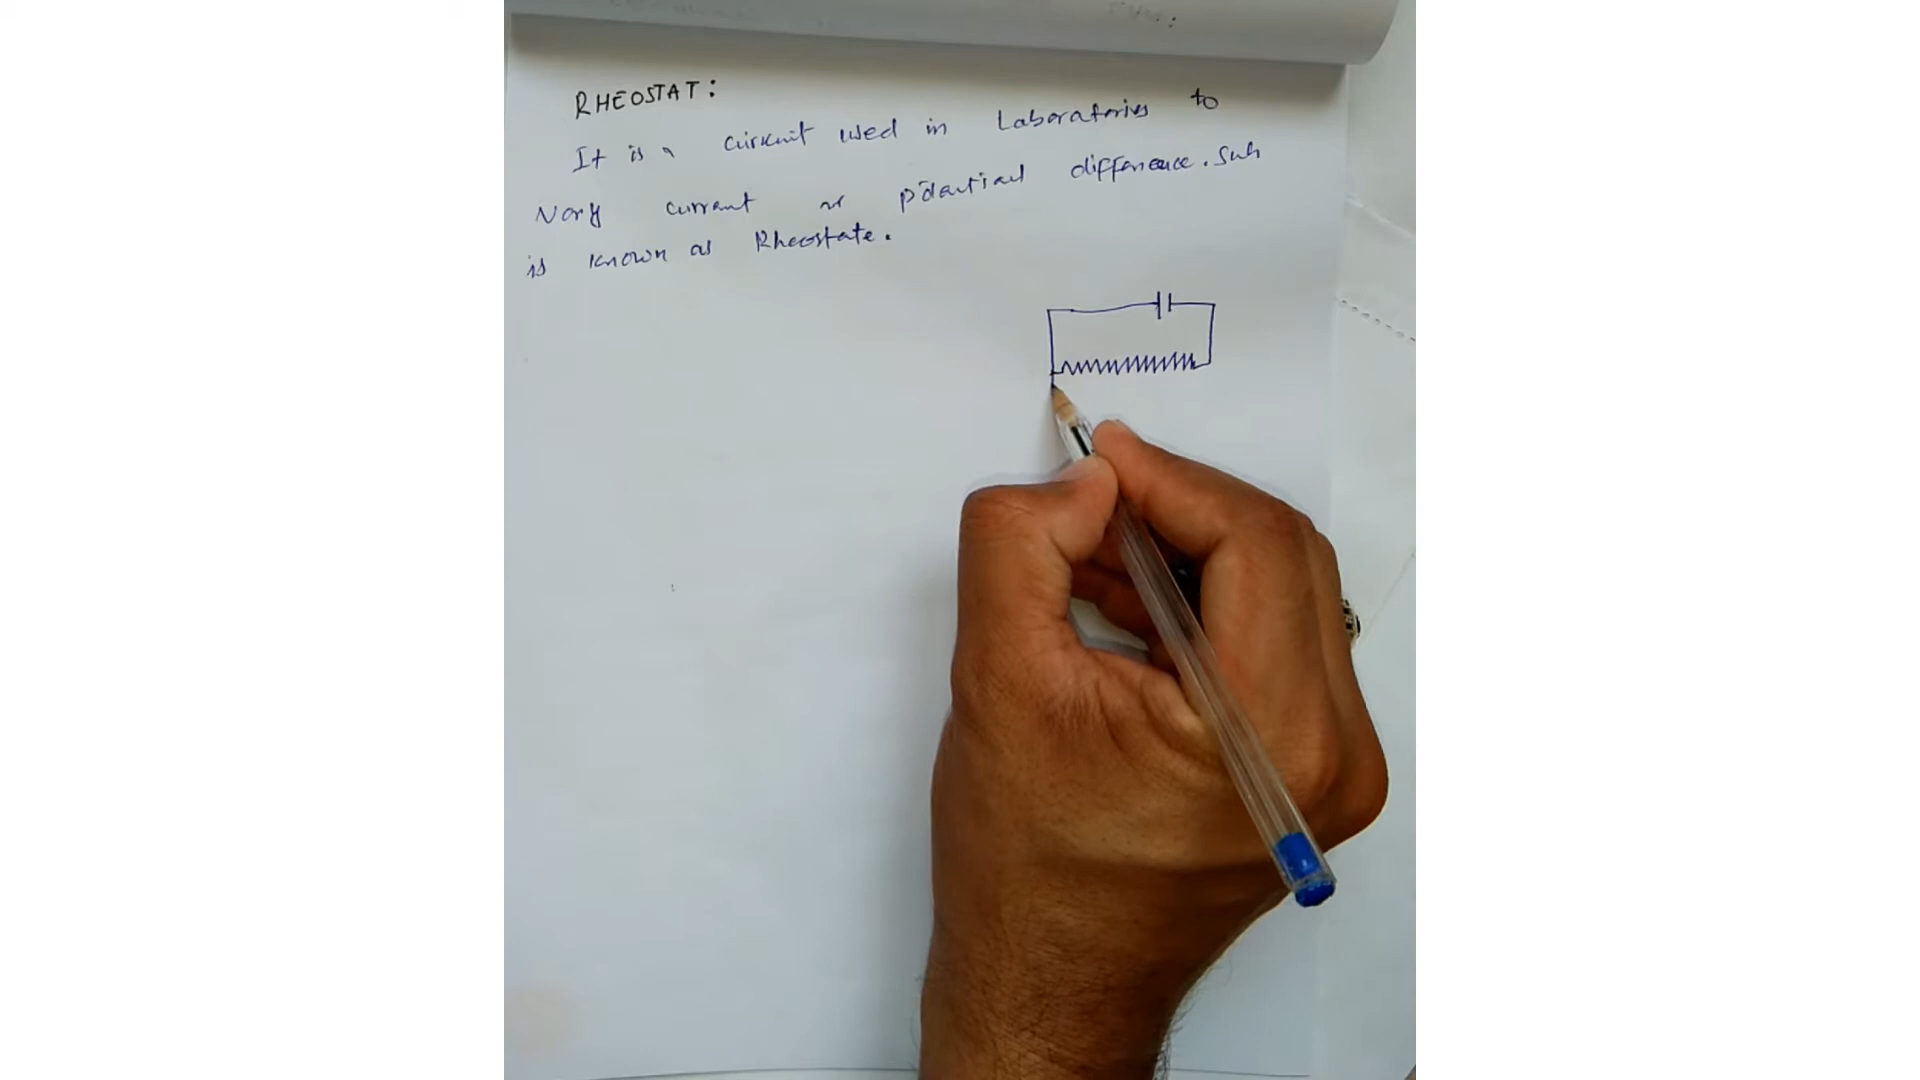 RHEOSTAT:
It is a circuit used in Laboratories to
Vary current or potential difference. Such
is known as Rheostate.